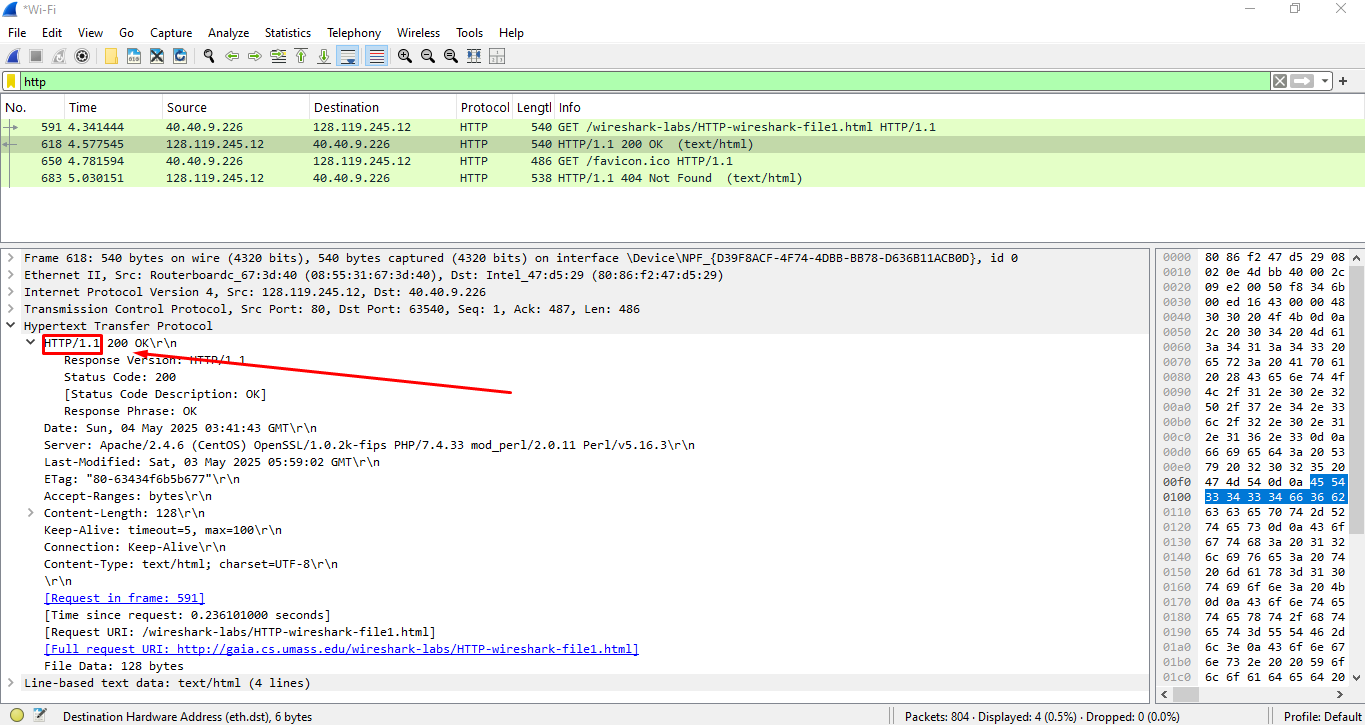 *Wi-Fi
File Edit View Go Capture Analyze Statistics Telephony Wireless Tools Help
http
No. Time Source Destination Protocol Lengtl Info
591 4.341444 40.40.9.226 128.119.245.12 HTTP 540 GET /wireshark-labs/HTTP-wireshark-file1.html HTTP/1.1
618 4.577545 128.119.245.12 40.40.9.226 HTTP 540 HTTP/1.1 200 OK (text/html)
650 4.781594 40.40.9.226 128.119.245.12 HTTP 486 GET /favicon.ico HTTP/1.1
683 5.030151 128.119.245.12 40.40.9.226 HTTP 538 HTTP/1.1 404 Not Found (text/html)
Frame 618: 540 bytes on wire (4320 bits), 540 bytes captured (4320 bits) on interface \Device\NPF_{D39F8ACF-4F74-4DBB-BB78-D636B11ACB0D}, id 0
Ethernet II, Src: Routerboardc_67:3d:40 (08:55:31:67:3d:40), Dst: Intel_47:d5:29 (80:86:f2:47:d5:29)
Internet Protocol Version 4, Src: 128.119.245.12, Dst: 40.40.9.226
Transmission Control Protocol, Src Port: 80, Dst Port: 63540, Seq: 1, Ack: 487, Len: 486
Hypertext Transfer Protocol
HTTP/1.1 200 OK\r\n
Response Version: HTTP/1.1
Status Code: 200
[Status Code Description: OK]
Response Phrase: OK
Date: Sun, 04 May 2025 03:41:43 GMT\r\n
Server: Apache/2.4.6 (CentOS) OpenSSL/1.0.2k-fips PHP/7.4.33 mod_perl/2.0.11 Perl/v5.16.3\r\n
Last-Modified: Sat, 03 May 2025 05:59:02 GMT\r\n
ETag: "80-63434f6b5b677"\r\n
Accept-Ranges: bytes\r\n
Content-Length: 128\r\n
Keep-Alive: timeout=5, max=100\r\n
Connection: Keep-Alive\r\n
Content-Type: text/html; charset=UTF-8\r\n
\r\n
[Request in frame: 591]
[Time since request: 0.236101000 seconds]
[Request URI: /wireshark-labs/HTTP-wireshark-file1.html]
[Full request URI: http://gaia.cs.umass.edu/wireshark-labs/HTTP-wireshark-file1.html]
File Data: 128 bytes
Line-based text data: text/html (4 lines)
0000 80 86 f2 47 d5 29 08
0010 02 0e 4d bb 40 00 2c
0020 09 e2 00 50 f8 34 6b
0030 00 ed 16 43 00 00 48
0040 30 30 20 4f 4b 0d 0a
0050 2c 20 30 34 20 4d 61
0060 3a 34 31 3a 34 33 20
0070 65 72 3a 20 41 70 61
0080 20 28 43 65 6e 74 4f
0090 4c 2f 31 2e 30 2e 32
00a0 50 2f 37 2e 34 2e 33
00b0 6c 2f 32 2e 30 2e 31
00c0 2e 31 36 2e 33 0d 0a
00d0 66 69 65 64 3a 20 53
00e0 79 20 32 30 32 35 20
00f0 47 4d 54 0d 0a 45 54
0100 33 34 33 34 66 36 62
0110 63 63 65 70 74 2d 52
0120 74 65 73 0d 0a 43 6f
0130 67 74 68 3a 20 31 32
0140 6c 69 76 65 3a 20 74
0150 20 6d 61 78 3d 31 30
0160 74 69 6f 6e 3a 20 4b
0170 0d 0a 43 6f 6e 74 65
0180 74 65 78 74 2f 68 74
0190 65 74 3d 55 54 46 2d
01a0 6c 3e 0a 43 6f 6e 67
01b0 6e 73 2e 20 20 59 6f
01c0 6c 6f 61 64 65 64 20
Destination Hardware Address (eth.dst), 6 bytes
Packets: 804 · Displayed: 4 (0.5%) · Dropped: 0 (0.0%)
Profile: Default